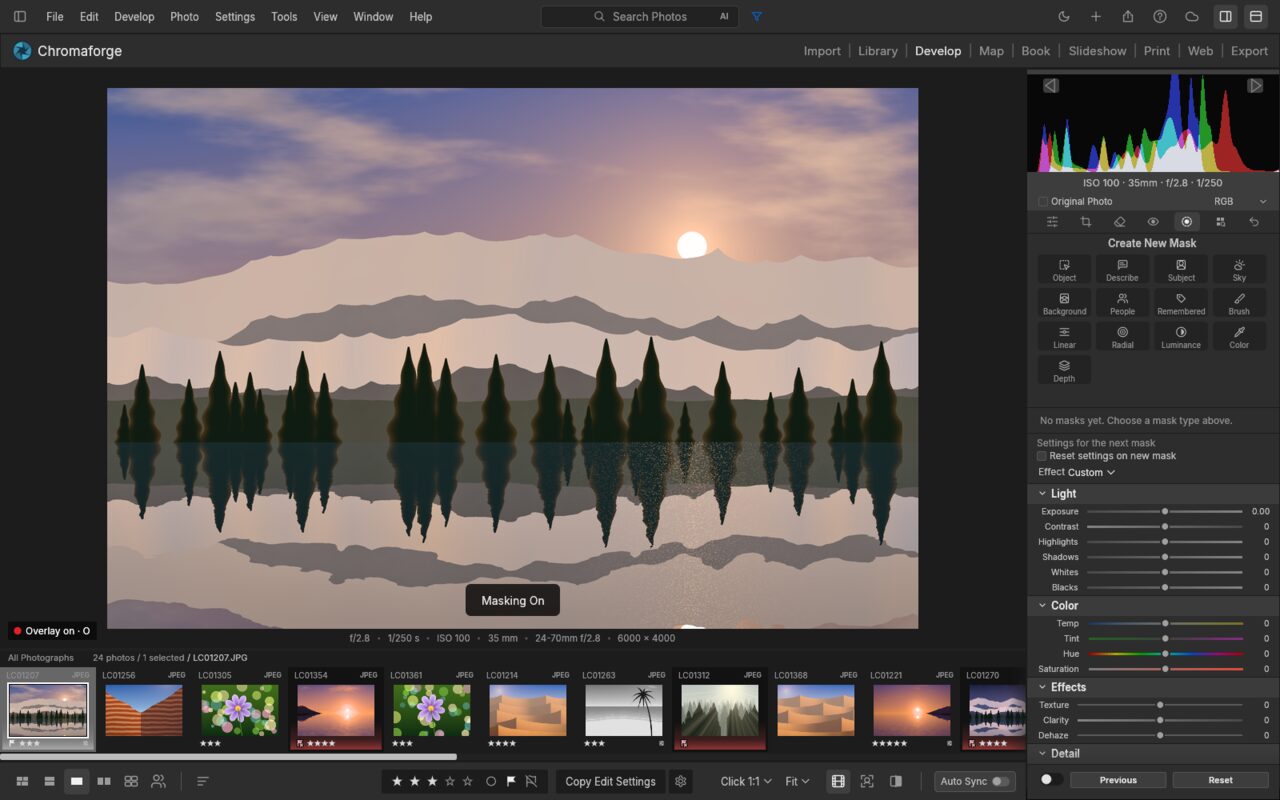 File Edit Develop Photo Settings Tools View Window Help Search Photos AI
Chromaforge Import Library Develop Map Book Slideshow Print Web Export
ISO 100 · 35mm · f/2.8 · 1/250
Original Photo RGB
Create New Mask
Object Describe Subject Sky
Background People Remembered Brush
Linear Radial Luminance Color
Depth
No masks yet. Choose a mask type above.
Settings for the next mask
Reset settings on new mask
Effect Custom
Light
Exposure 0.00
Contrast 0
Highlights 0
Shadows 0
Whites 0
Blacks 0
Color
Temp 0
Tint 0
Hue 0
Saturation 0
Effects
Texture 0
Clarity 0
Dehaze 0
Detail
Previous Reset
Masking On
Overlay on · O
f/2.8 · 1/250 s · ISO 100 · 35 mm · 24-70mm f/2.8 · 6000 × 4000
All Photographs 24 photos / 1 selected / LC01207.JPG
LC01207 JPEG LC01256 JPEG LC01305 JPEG LC01354 JPEG LC01361 JPEG LC01214 JPEG LC01263 JPEG LC01312 JPEG LC01368 JPEG LC01221 JPEG LC01270
Copy Edit Settings Click 1:1 Fit Auto Sync